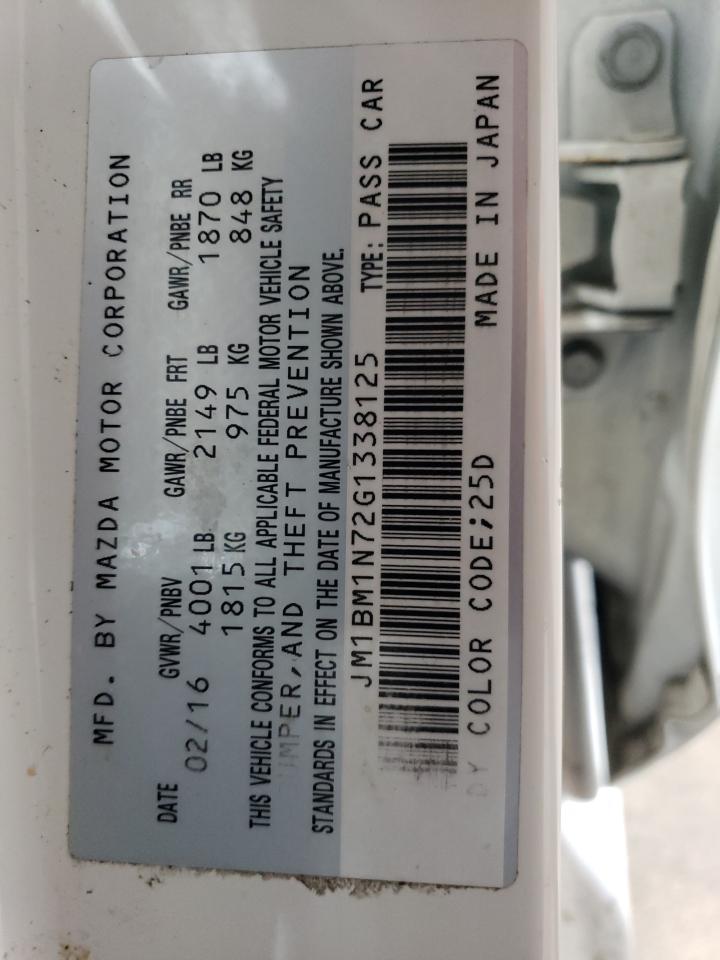 MFD. BY MAZDA MOTOR CORPORATION
DATE GVWR/PNBV GAWR/PNBE FRT GAWR/PNBE RR
02/16 4001 LB 2149 LB 1870 LB
1815 KG 975 KG 848 KG
THIS VEHICLE CONFORMS TO ALL APPLICABLE FEDERAL MOTOR VEHICLE SAFETY
UMPER, AND THEFT PREVENTION
STANDARDS IN EFFECT ON THE DATE OF MANUFACTURE SHOWN ABOVE.
JM1BM1N72G1338125 TYPE: PASS CAR
DY COLOR CODE;25D MADE IN JAPAN